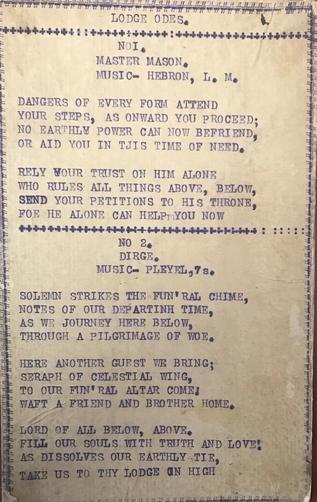 LODGE ODES.
NOI.
MASTER MASON.
MUSIC- HEBRON, L. M.
DANGERS OF EVERY FORM ATTEND
YOUR STEPS, AS ONWARD YOU PROCEED;
NO EARTHLY POWER CAN NOW BEFRIEND,
OR AID YOU IN TJIS TIME OF NEED.
RELY YOUR TRUST ON HIM ALONE
WHO RULES ALL THINGS ABOVE, BELOW,
SEND YOUR PETITIONS TO HIS THRONE,
FOE HE ALONE CAN HELP YOU NOW
NO 2.
DIRGE.
MUSIC- PLEYEL,7s.
SOLEMN STRIKES THE FUN'RAL CHIME,
NOTES OF OUR DEPARTINH TIME,
AS WE JOURNEY HERE BELOW,
THROUGH A PILGRIMAGE OF WOE.
HERE ANOTHER GUEST WE BRING;
SERAPH OF CELESTIAL WING,
TO OUR FUN'RAL ALTAR COME;
WAFT A FRIEND AND BROTHER HOME.
LORD OF ALL BELOW, ABOVE.
FILL OUR SOULS WITH TRUTH AND LOVE;
AS DISSOLVES OUR EARTHLY TIE,
TAKE US TO THY LODGE ON HIGH